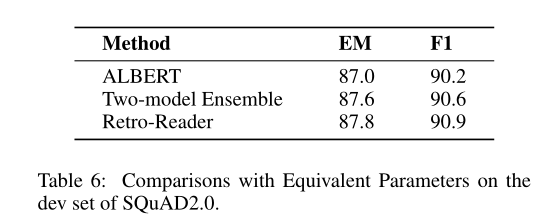 Method EM F1
ALBERT 87.0 90.2
Two-model Ensemble 87.6 90.6
Retro-Reader 87.8 90.9
Table 6: Comparisons with Equivalent Parameters on the
dev set of SQuAD2.0.